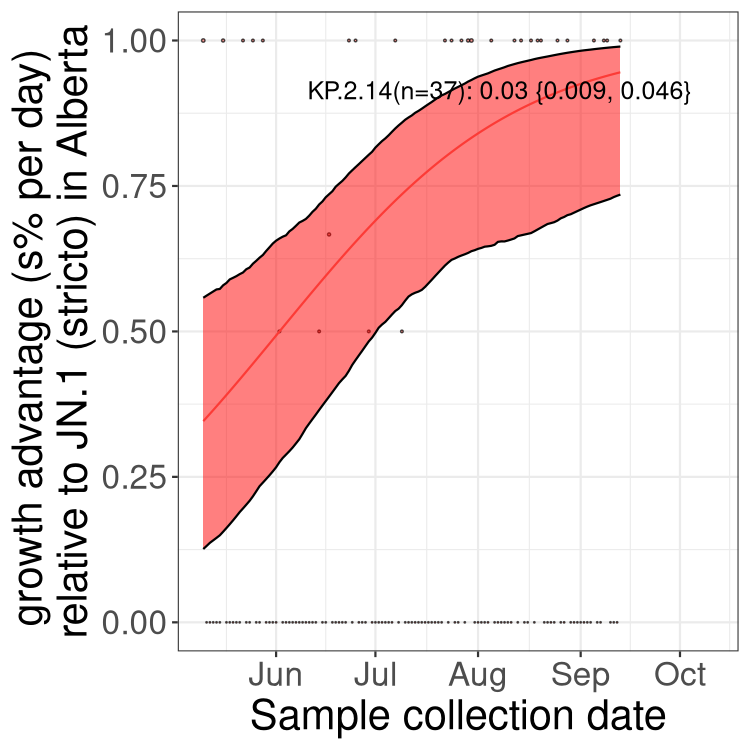 growth advantage (s% per day)
relative to JN.1 (stricto) in Alberta
1.00
0.75
0.50
0.25
0.00
KP.2.14(n=37): 0.03 {0.009, 0.046}
Jun Jul Aug Sep Oct
Sample collection date